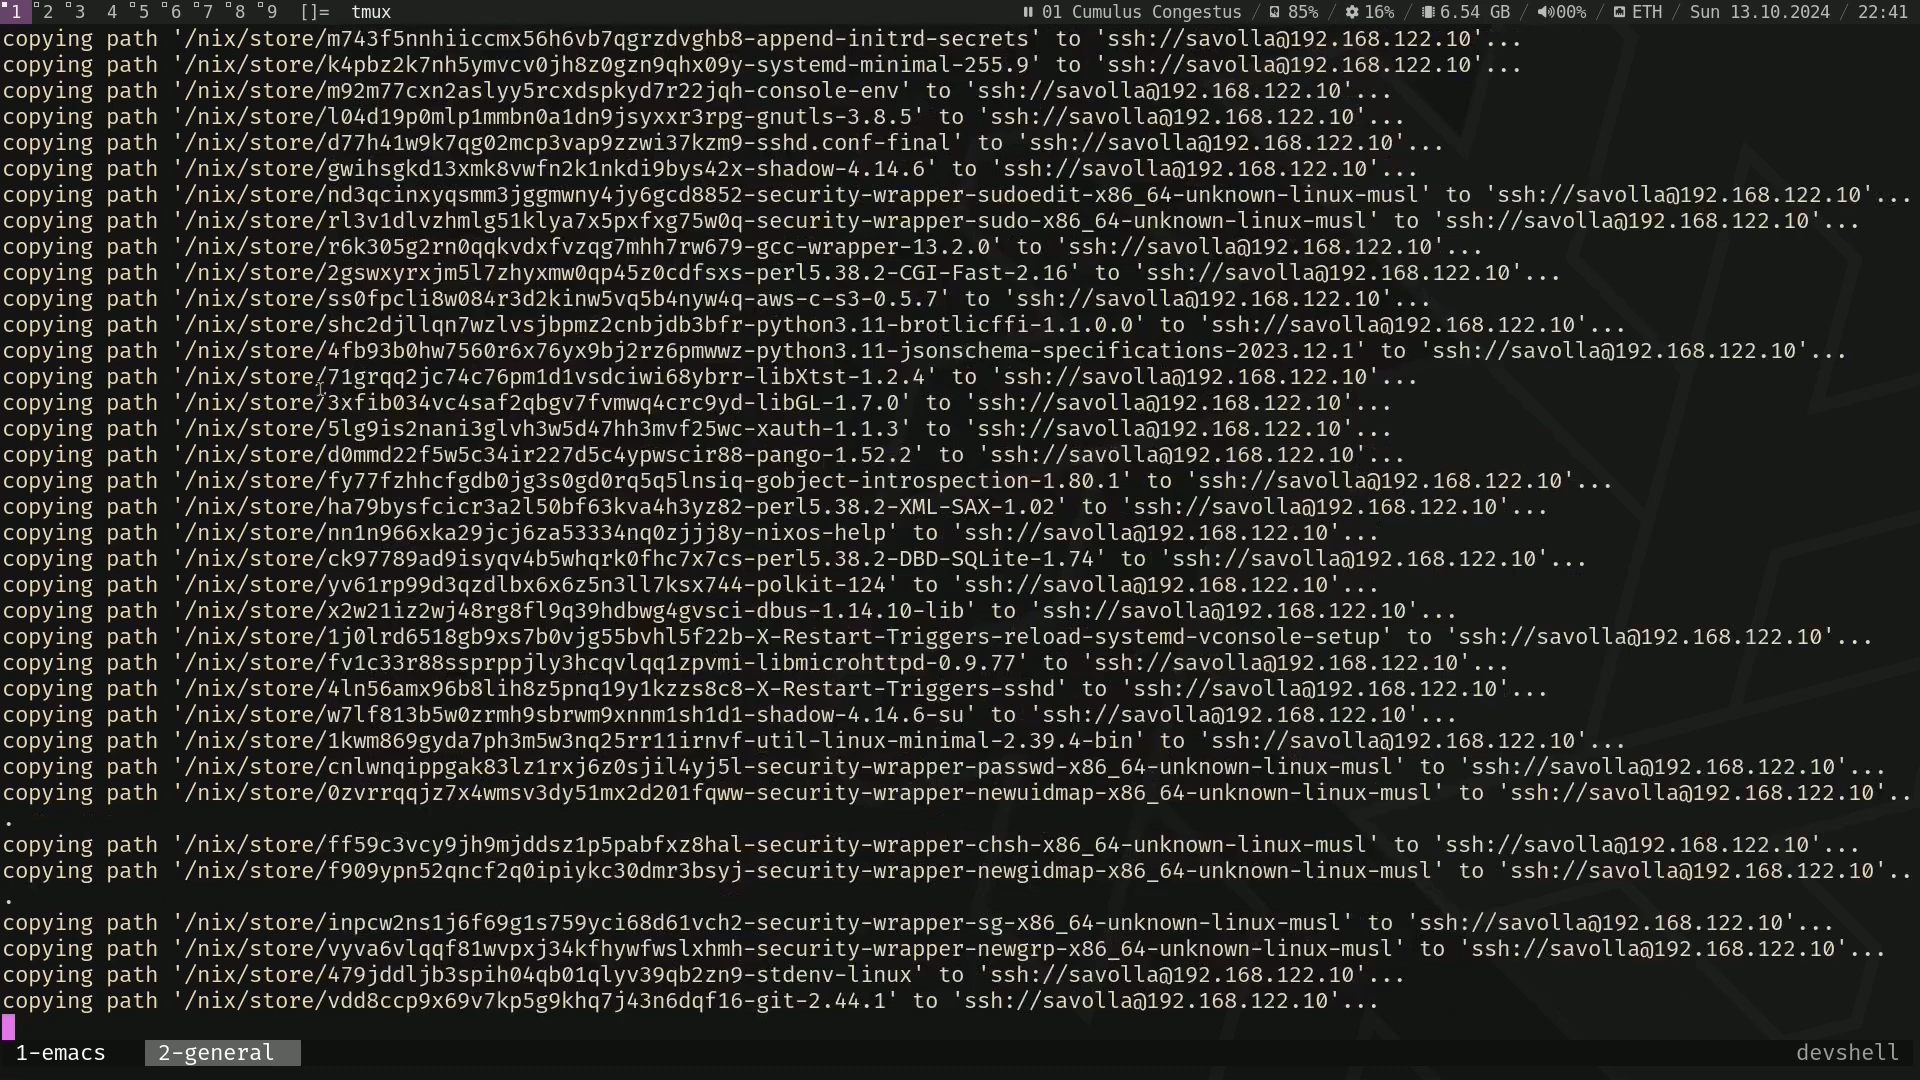 1 2 3 4 5 6 7 8 9 []= tmux 01 Cumulus Congestus / 85% / 16% / 6.54 GB / 00% / ETH / Sun 13.10.2024 / 22:41
copying path '/nix/store/m743f5nnhiiccmx56h6vb7qgrzdvghb8-append-initrd-secrets' to 'ssh://savolla@192.168.122.10'...
copying path '/nix/store/k4pbz2k7nh5ymvcv0jh8z0gzn9qhx09y-systemd-minimal-255.9' to 'ssh://savolla@192.168.122.10'...
copying path '/nix/store/m92m77cxn2aslyy5rcxdspkyd7r22jqh-console-env' to 'ssh://savolla@192.168.122.10'...
copying path '/nix/store/l04d19p0mlp1mmbn0a1dn9jsyxxr3rpg-gnutls-3.8.5' to 'ssh://savolla@192.168.122.10'...
copying path '/nix/store/d77h41w9k7qg02mcp3vap9zzwi37kzm9-sshd.conf-final' to 'ssh://savolla@192.168.122.10'...
copying path '/nix/store/gwihsgkd13xmk8vwfn2k1nkdi9bys42x-shadow-4.14.6' to 'ssh://savolla@192.168.122.10'...
copying path '/nix/store/nd3qcinxyqsmm3jggmwny4jy6gcd8852-security-wrapper-sudoedit-x86_64-unknown-linux-musl' to 'ssh://savolla@192.168.122.10'...
copying path '/nix/store/rl3v1dlvzhmlg51klya7x5pxfxg75w0q-security-wrapper-sudo-x86_64-unknown-linux-musl' to 'ssh://savolla@192.168.122.10'...
copying path '/nix/store/r6k305g2rn0qqkvdxfvzqg7mhh7rw679-gcc-wrapper-13.2.0' to 'ssh://savolla@192.168.122.10'...
copying path '/nix/store/2gswxyrxjm5l7zhyxmw0qp45z0cdfsxs-perl5.38.2-CGI-Fast-2.16' to 'ssh://savolla@192.168.122.10'...
copying path '/nix/store/ss0fpcli8w084r3d2kinw5vq5b4nyw4q-aws-c-s3-0.5.7' to 'ssh://savolla@192.168.122.10'...
copying path '/nix/store/shc2djllqn7wzlvsjbpmz2cnbjdb3bfr-python3.11-brotlicffi-1.1.0.0' to 'ssh://savolla@192.168.122.10'...
copying path '/nix/store/4fb93b0hw7560r6x76yx9bj2rz6pmwwz-python3.11-jsonschema-specifications-2023.12.1' to 'ssh://savolla@192.168.122.10'...
copying path '/nix/store/71grqq2jc74c76pm1d1vsdciwi68ybrr-libXtst-1.2.4' to 'ssh://savolla@192.168.122.10'...
copying path '/nix/store/3xfib034vc4saf2qbgv7fvmwq4crc9yd-libGL-1.7.0' to 'ssh://savolla@192.168.122.10'...
copying path '/nix/store/5lg9is2nani3glvh3w5d47hh3mvf25wc-xauth-1.1.3' to 'ssh://savolla@192.168.122.10'...
copying path '/nix/store/d0mmd22f5w5c34ir227d5c4ypwscir88-pango-1.52.2' to 'ssh://savolla@192.168.122.10'...
copying path '/nix/store/fy77fzhhcfgdb0jg3s0gd0rq5q5lnsiq-gobject-introspection-1.80.1' to 'ssh://savolla@192.168.122.10'...
copying path '/nix/store/ha79bysfcicr3a2l50bf63kva4h3yz82-perl5.38.2-XML-SAX-1.02' to 'ssh://savolla@192.168.122.10'...
copying path '/nix/store/nn1n966xka29jcj6za53334nq0zjjj8y-nixos-help' to 'ssh://savolla@192.168.122.10'...
copying path '/nix/store/ck97789ad9isyqv4b5whqrk0fhc7x7cs-perl5.38.2-DBD-SQLite-1.74' to 'ssh://savolla@192.168.122.10'...
copying path '/nix/store/yv61rp99d3qzdlbx6x6z5n3ll7ksx744-polkit-124' to 'ssh://savolla@192.168.122.10'...
copying path '/nix/store/x2w21iz2wj48rg8fl9q39hdbwg4gvsci-dbus-1.14.10-lib' to 'ssh://savolla@192.168.122.10'...
copying path '/nix/store/1j0lrd6518gb9xs7b0vjg55bvhl5f22b-X-Restart-Triggers-reload-systemd-vconsole-setup' to 'ssh://savolla@192.168.122.10'...
copying path '/nix/store/fv1c33r88ssprppjly3hcqvlqq1zpvmi-libmicrohttpd-0.9.77' to 'ssh://savolla@192.168.122.10'...
copying path '/nix/store/4ln56amx96b8lih8z5pnq19y1kzzs8c8-X-Restart-Triggers-sshd' to 'ssh://savolla@192.168.122.10'...
copying path '/nix/store/w7lf813b5w0zrmh9sbrwm9xnnm1sh1d1-shadow-4.14.6-su' to 'ssh://savolla@192.168.122.10'...
copying path '/nix/store/1kwm869gyda7ph3m5w3nq25rr11irnvf-util-linux-minimal-2.39.4-bin' to 'ssh://savolla@192.168.122.10'...
copying path '/nix/store/cnlwnqippgak83lz1rxj6z0sjil4yj5l-security-wrapper-passwd-x86_64-unknown-linux-musl' to 'ssh://savolla@192.168.122.10'...
copying path '/nix/store/0zvrrqqjz7x4wmsv3dy51mx2d201fqww-security-wrapper-newuidmap-x86_64-unknown-linux-musl' to 'ssh://savolla@192.168.122.10'..
.
copying path '/nix/store/ff59c3vcy9jh9mjddsz1p5pabfxz8hal-security-wrapper-chsh-x86_64-unknown-linux-musl' to 'ssh://savolla@192.168.122.10'...
copying path '/nix/store/f909ypn52qncf2q0ipiykc30dmr3bsyj-security-wrapper-newgidmap-x86_64-unknown-linux-musl' to 'ssh://savolla@192.168.122.10'..
.
copying path '/nix/store/inpcw2ns1j6f69g1s759yci68d61vch2-security-wrapper-sg-x86_64-unknown-linux-musl' to 'ssh://savolla@192.168.122.10'...
copying path '/nix/store/vyva6vlqqf81wvpxj34kfhywfwslxhmh-security-wrapper-newgrp-x86_64-unknown-linux-musl' to 'ssh://savolla@192.168.122.10'...
copying path '/nix/store/479jddljb3spih04qb01qlyv39qb2zn9-stdenv-linux' to 'ssh://savolla@192.168.122.10'...
copying path '/nix/store/vdd8ccp9x69v7kp5g9khq7j43n6dqf16-git-2.44.1' to 'ssh://savolla@192.168.122.10'...
1-emacs 2-general devshell